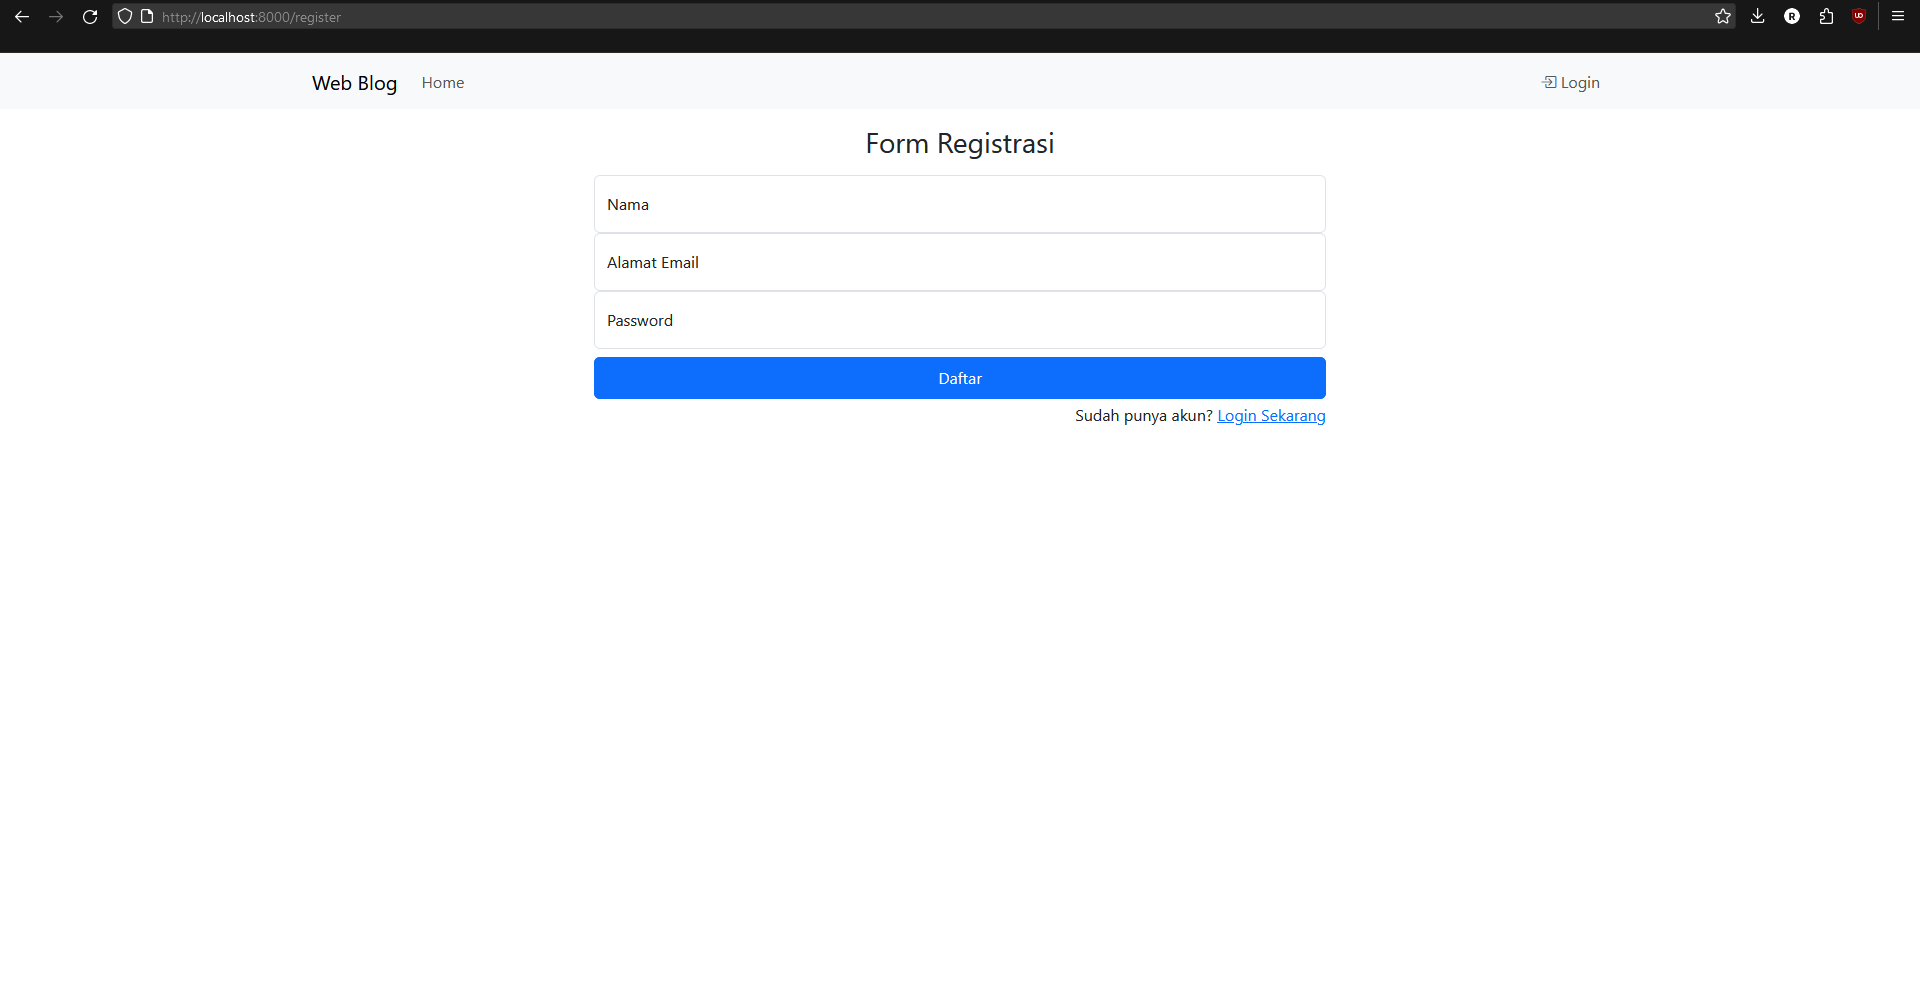 http://localhost:8000/register
Web Blog Home Login
Form Registrasi
Nama
Alamat Email
Password
Daftar
Sudah punya akun? Login Sekarang